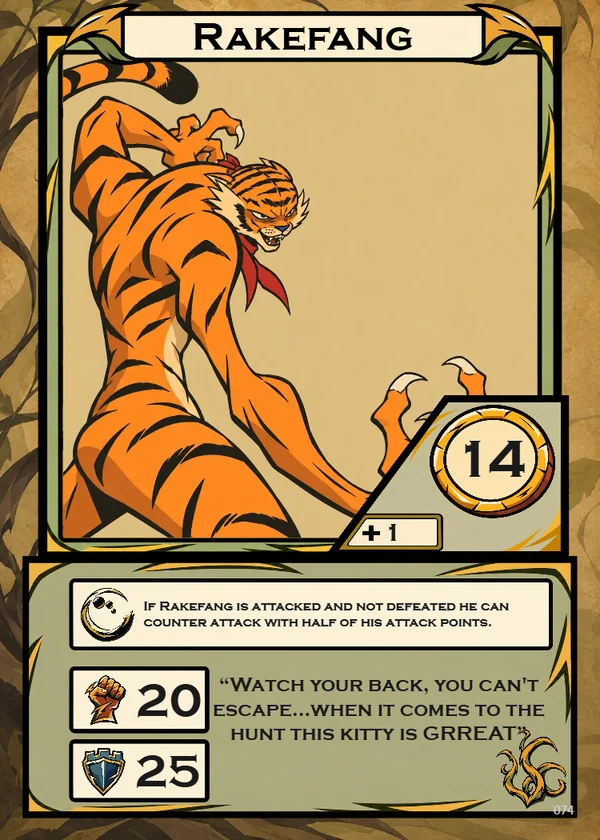 RAKEFANG
14
+ 1
IF RAKEFANG IS ATTACKED AND NOT DEFEATED HE CAN
COUNTER ATTACK WITH HALF OF HIS ATTACK POINTS.
20
25
“WATCH YOUR BACK, YOU CAN'T
ESCAPE...WHEN IT COMES TO THE
HUNT THIS KITTY IS GRREAT”
074